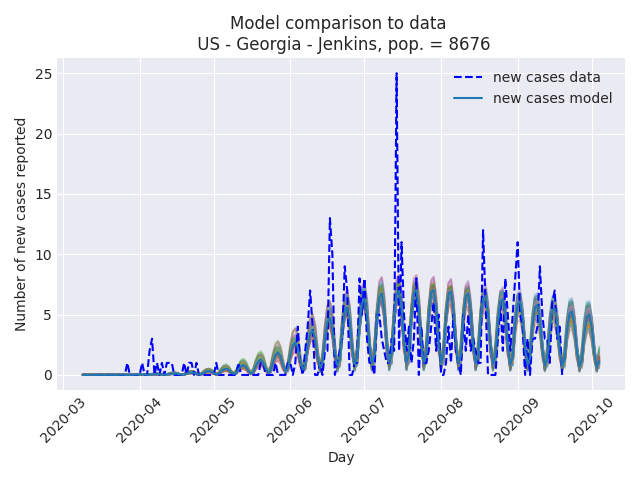 Model comparison to data
US - Georgia - Jenkins, pop. = 8676
new cases data
new cases model
Number of new cases reported
25
20
15
10
5
0
2020-03
2020-04
2020-05
2020-06
2020-07
2020-08
2020-09
2020-10
Day